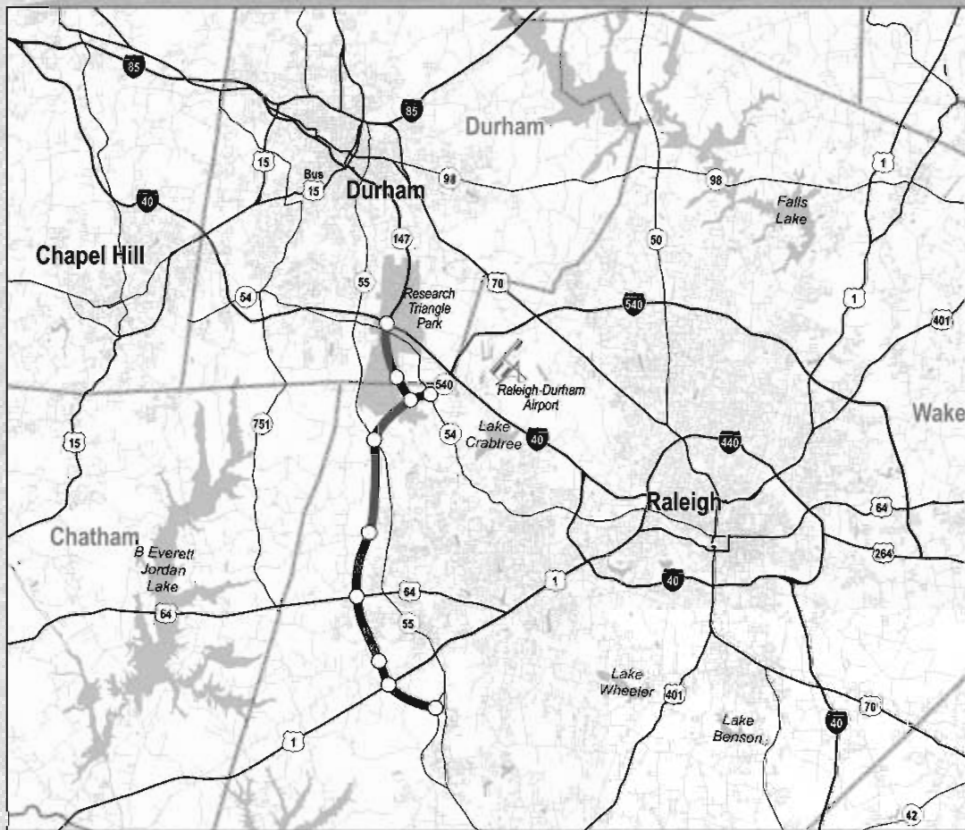 85
85
Durham
1
15
Bus
15
Durham
98
98
40
Falls
Lake
147
50
Chapel Hill
55
70
54
Research
Triangle
Park
540
1
401
540
Raleigh-Durham
Airport
751
54
Lake
Crabtree
40
440
Wake
15
Raleigh
64
Chatham
B Everett
Jordan
Lake
264
1
40
64
64
55
Lake
Wheeler
401
70
Lake
Benson
40
1
42